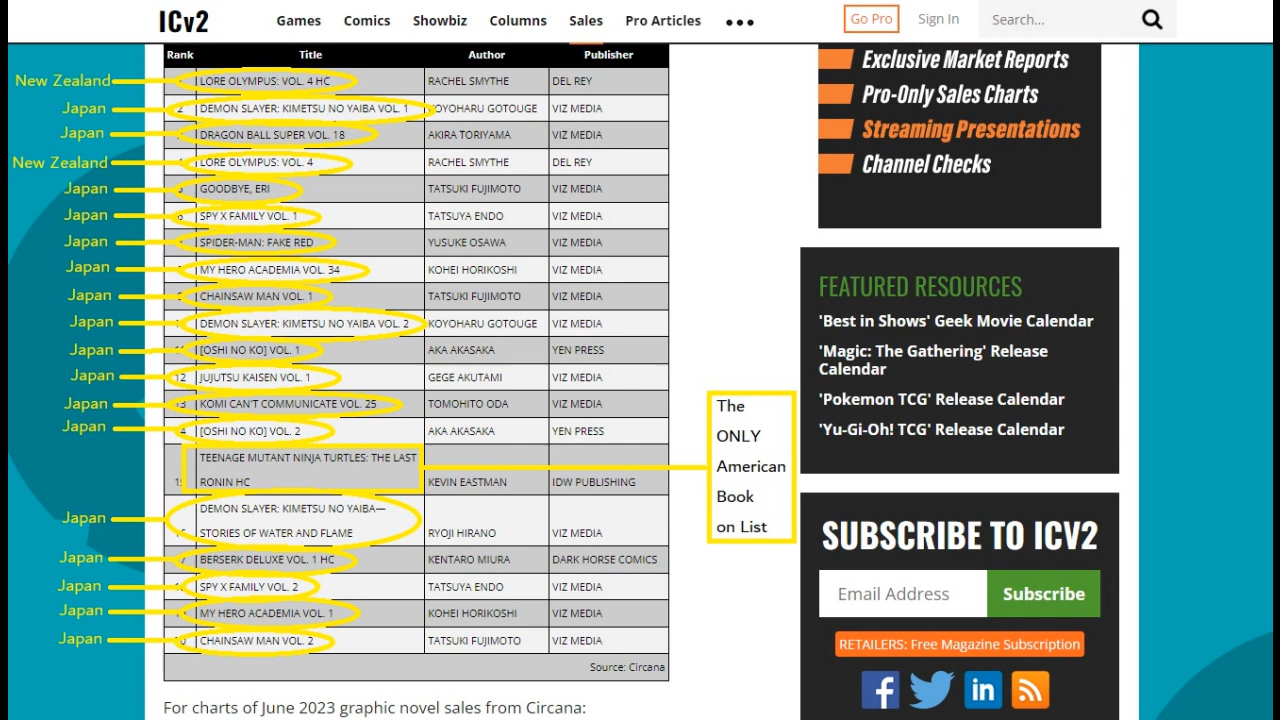 ICv2 Games Comics Showbiz Columns Sales Pro Articles ••• Go Pro Sign In Search...
Rank Title Author Publisher
New Zealand LORE OLYMPUS: VOL. 4 HC RACHEL SMYTHE DEL REY
Japan 2 DEMON SLAYER: KIMETSU NO YAIBA VOL. 1 KOYOHARU GOTOUGE VIZ MEDIA
Japan DRAGON BALL SUPER VOL. 18 AKIRA TORIYAMA VIZ MEDIA
New Zealand LORE OLYMPUS: VOL. 4 RACHEL SMYTHE DEL REY
Japan 5 GOODBYE, ERI TATSUKI FUJIMOTO VIZ MEDIA
Japan 6 SPY X FAMILY VOL. 1 TATSUYA ENDO VIZ MEDIA
Japan SPIDER-MAN: FAKE RED YUSUKE OSAWA VIZ MEDIA
Japan MY HERO ACADEMIA VOL. 34 KOHEI HORIKOSHI VIZ MEDIA
Japan 9 CHAINSAW MAN VOL. 1 TATSUKI FUJIMOTO VIZ MEDIA
Japan DEMON SLAYER: KIMETSU NO YAIBA VOL. 2 KOYOHARU GOTOUGE VIZ MEDIA
Japan 11 [OSHI NO KO] VOL. 1 AKA AKASAKA YEN PRESS
Japan 12 JUJUTSU KAISEN VOL. 1 GEGE AKUTAMI VIZ MEDIA
Japan 13 KOMI CAN'T COMMUNICATE VOL. 25 TOMOHITO ODA VIZ MEDIA
Japan [OSHI NO KO] VOL. 2 AKA AKASAKA YEN PRESS
TEENAGE MUTANT NINJA TURTLES: THE LAST
15 RONIN HC KEVIN EASTMAN IDW PUBLISHING
DEMON SLAYER: KIMETSU NO YAIBA—
Japan 16 STORIES OF WATER AND FLAME RYOJI HIRANO VIZ MEDIA
Japan BERSERK DELUXE VOL. 1 HC KENTARO MIURA DARK HORSE COMICS
Japan SPY X FAMILY VOL. 2 TATSUYA ENDO VIZ MEDIA
Japan MY HERO ACADEMIA VOL. 1 KOHEI HORIKOSHI VIZ MEDIA
Japan 20 CHAINSAW MAN VOL. 2 TATSUKI FUJIMOTO VIZ MEDIA
Source: Circana
For charts of June 2023 graphic novel sales from Circana:
The
ONLY
American
Book
on List
Exclusive Market Reports
Pro-Only Sales Charts
Streaming Presentations
Channel Checks
FEATURED RESOURCES
'Best in Shows' Geek Movie Calendar
'Magic: The Gathering' Release
Calendar
'Pokemon TCG' Release Calendar
'Yu-Gi-Oh! TCG' Release Calendar
SUBSCRIBE TO ICV2
Email Address Subscribe
RETAILERS: Free Magazine Subscription